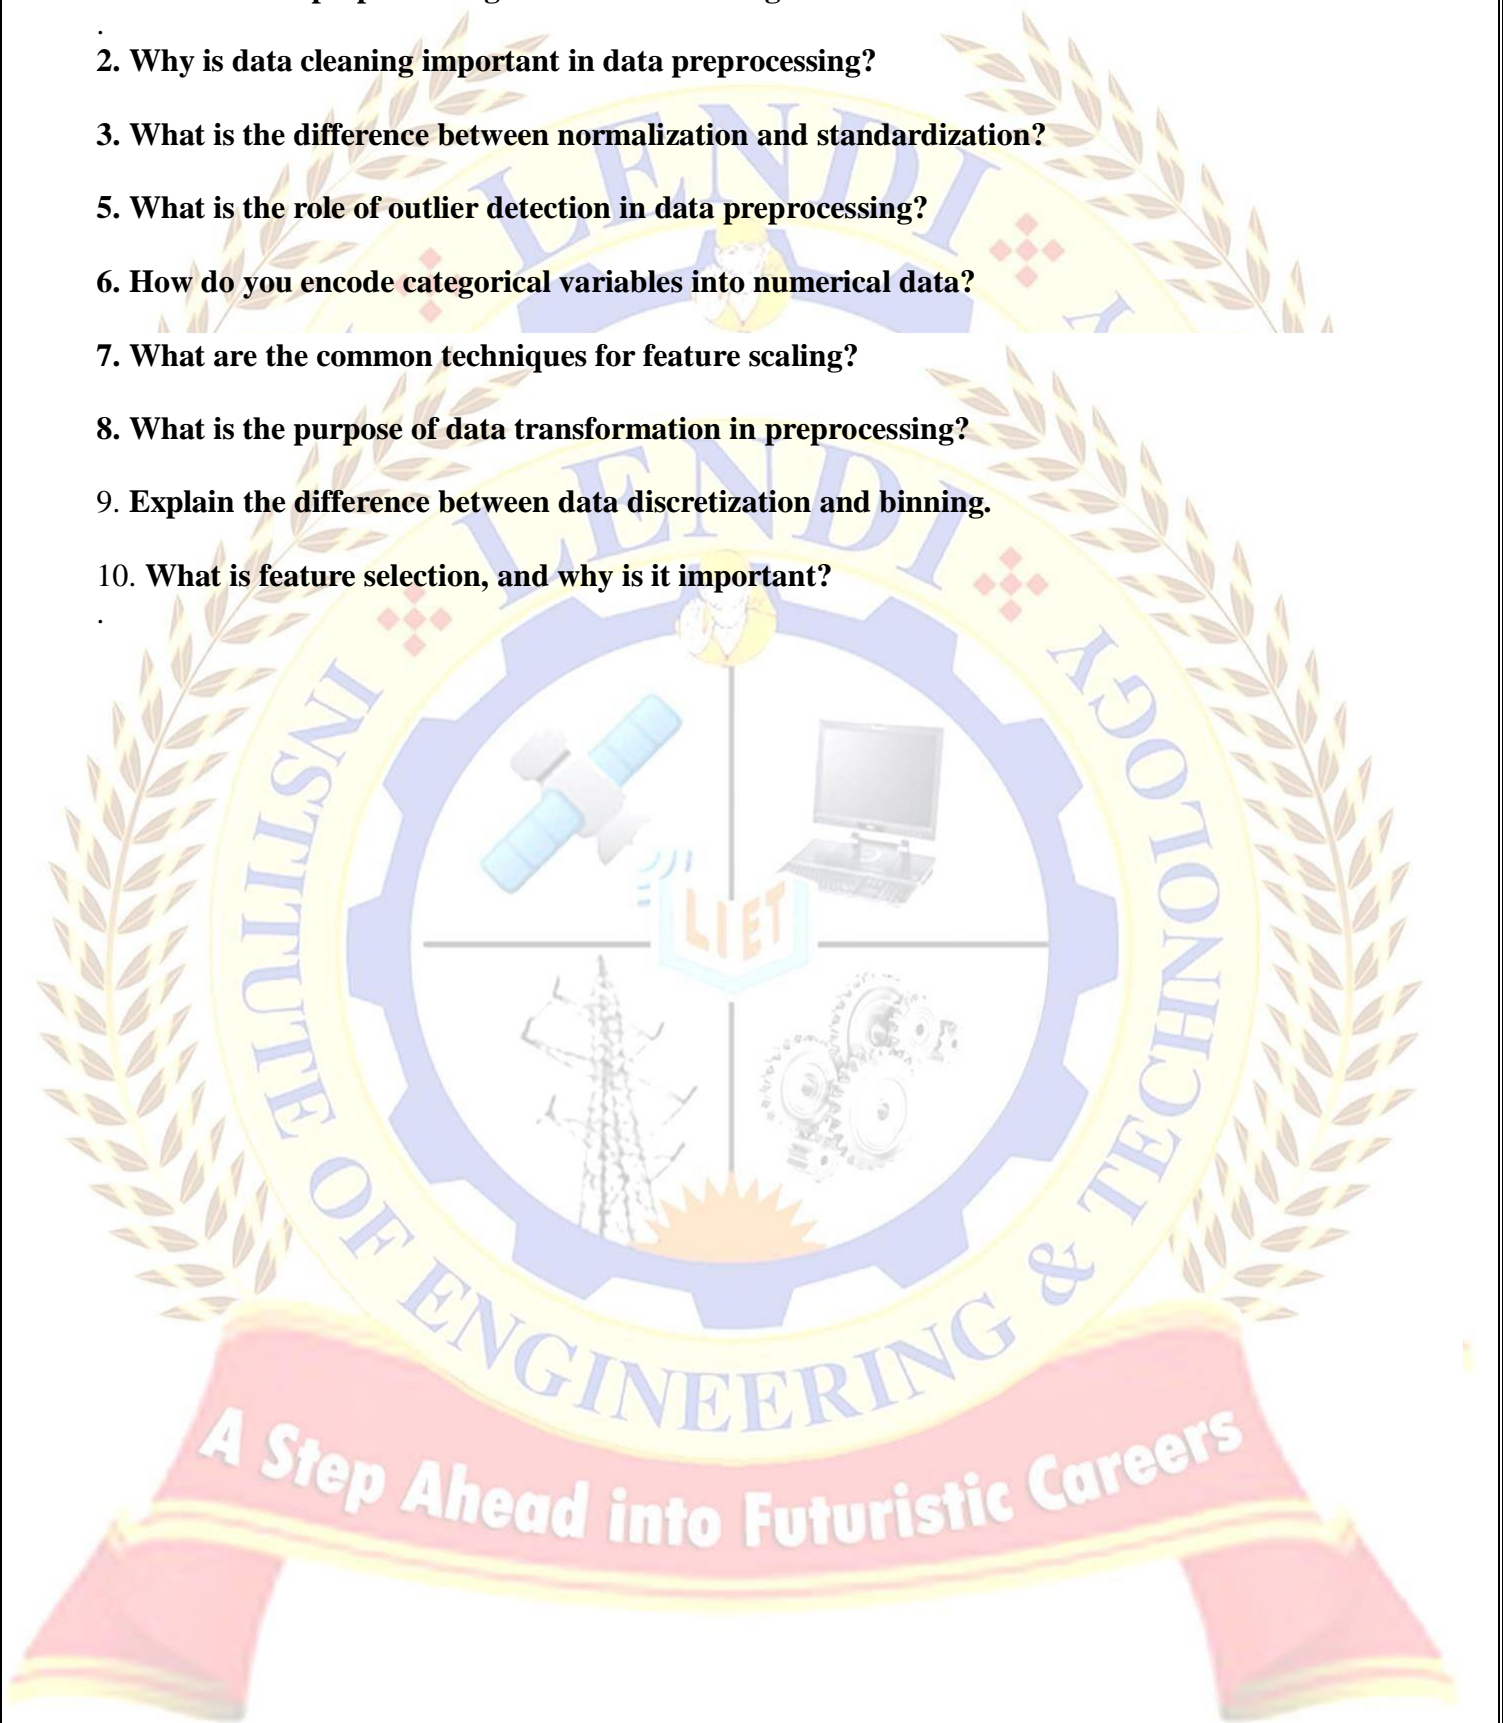 .
2. Why is data cleaning important in data preprocessing?
3. What is the difference between normalization and standardization?
5. What is the role of outlier detection in data preprocessing?
6. How do you encode categorical variables into numerical data?
7. What are the common techniques for feature scaling?
8. What is the purpose of data transformation in preprocessing?
9. Explain the difference between data discretization and binning.
10. What is feature selection, and why is it important?
.
LENDI
LENDI
INSTITUTE OF ENGINEERING & TECHNOLOGY
LIET
A Step Ahead into Futuristic Careers